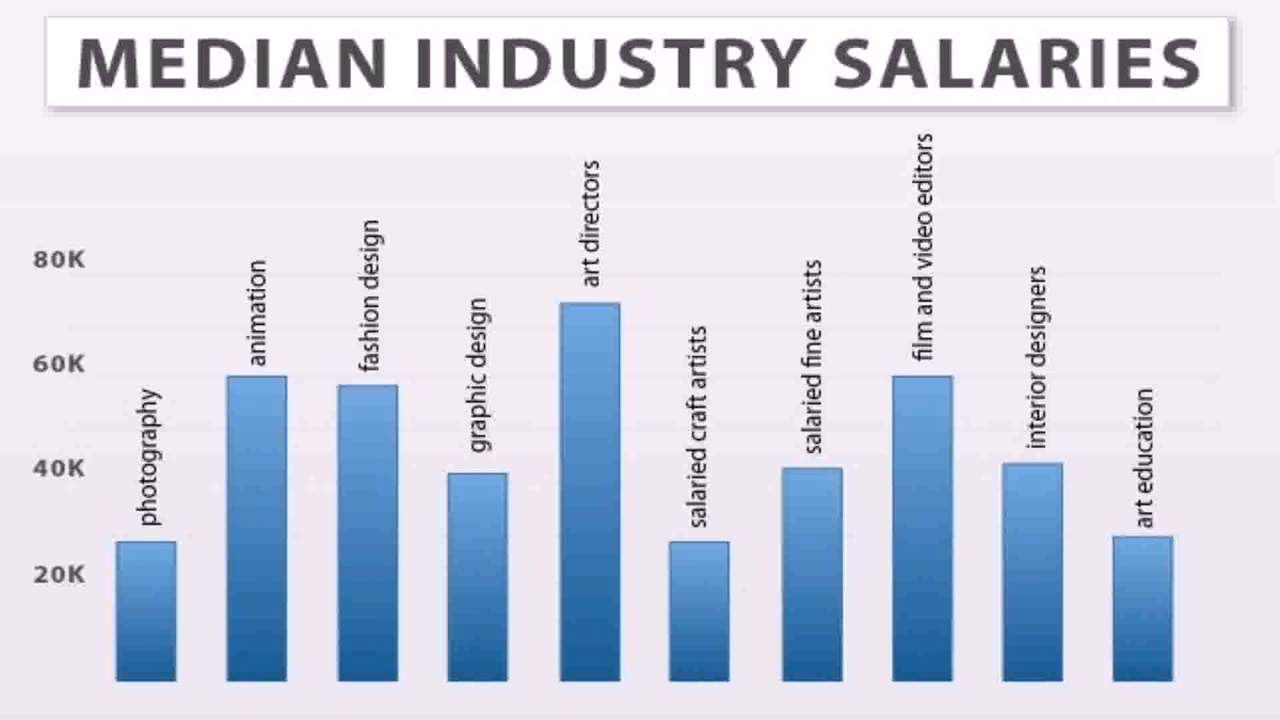 MEDIAN INDUSTRY SALARIES
80K
60K
40K
20K
photography
animation
fashion design
graphic design
art directors
salaried craft artists
salaried fine artists
film and video editors
interior designers
art education